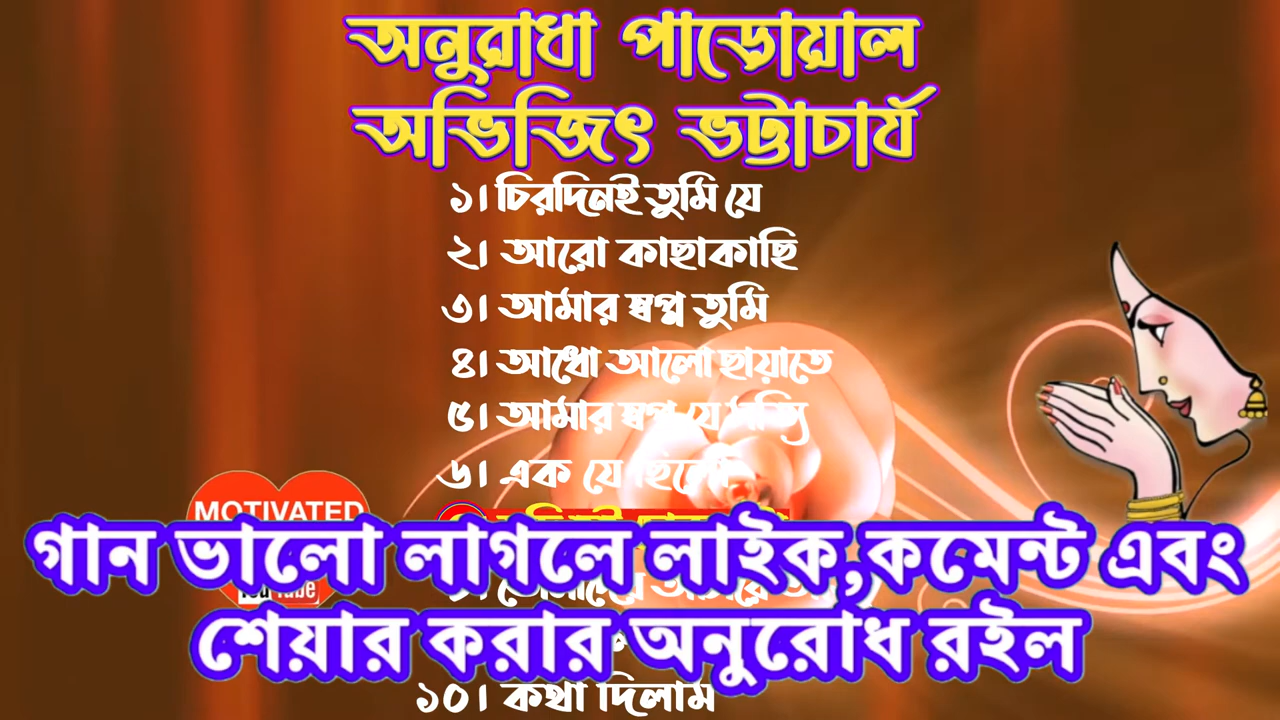 অনুরাধা পাড়োয়াল
অভিজিৎ ভট্টাচার্য
১। চিরদিনই তুমি যে
২। আরো কাছাকাছি
৩। আমার স্বপ্ন তুমি
৪। আধো আলো ছায়াতে
৫। আমার স্বপ্ন যে সত্যি
৬। এক যে ছিলো
MOTIVATED
গান ভালো লাগলে লাইক,কমেন্ট এবং
YouTube
শেয়ার করার অনুরোধ রইল
১০। কথা দিলাম